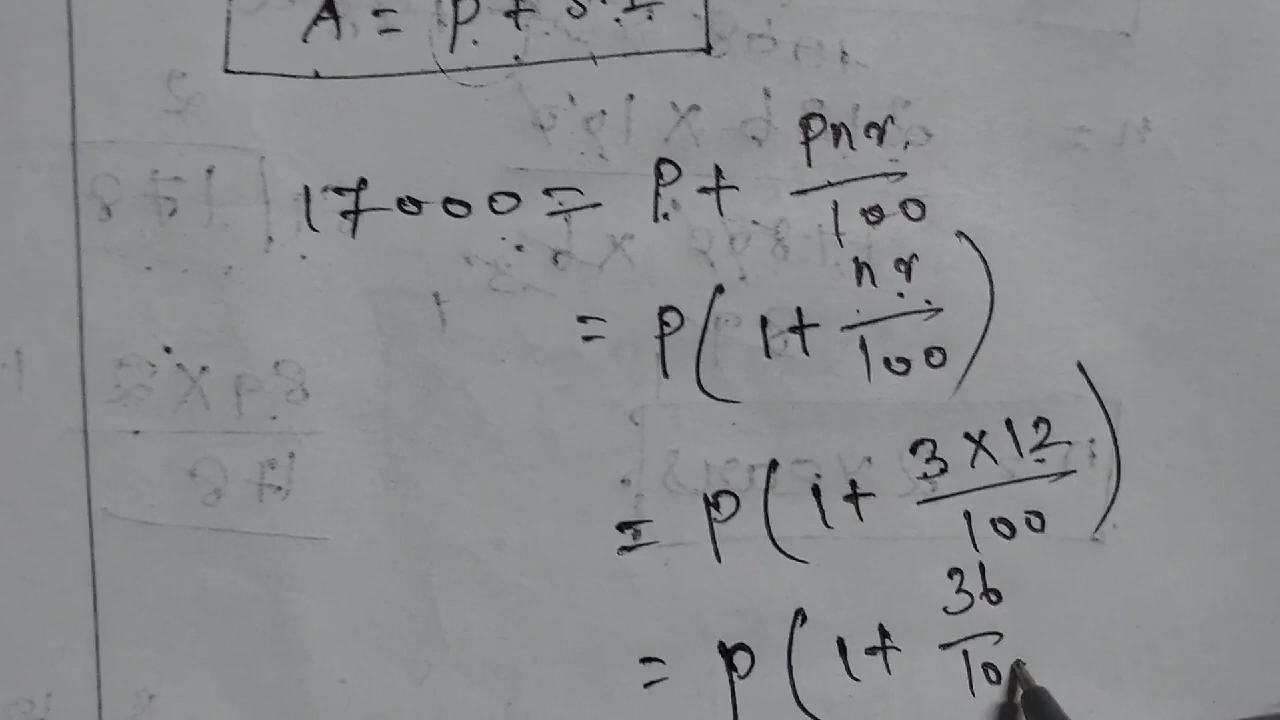 A = P + S.I.
17000 = P + Pnr/100
= P(1 + nr/100)
= P(1 + 3 × 12/100)
= P(1 + 36/10